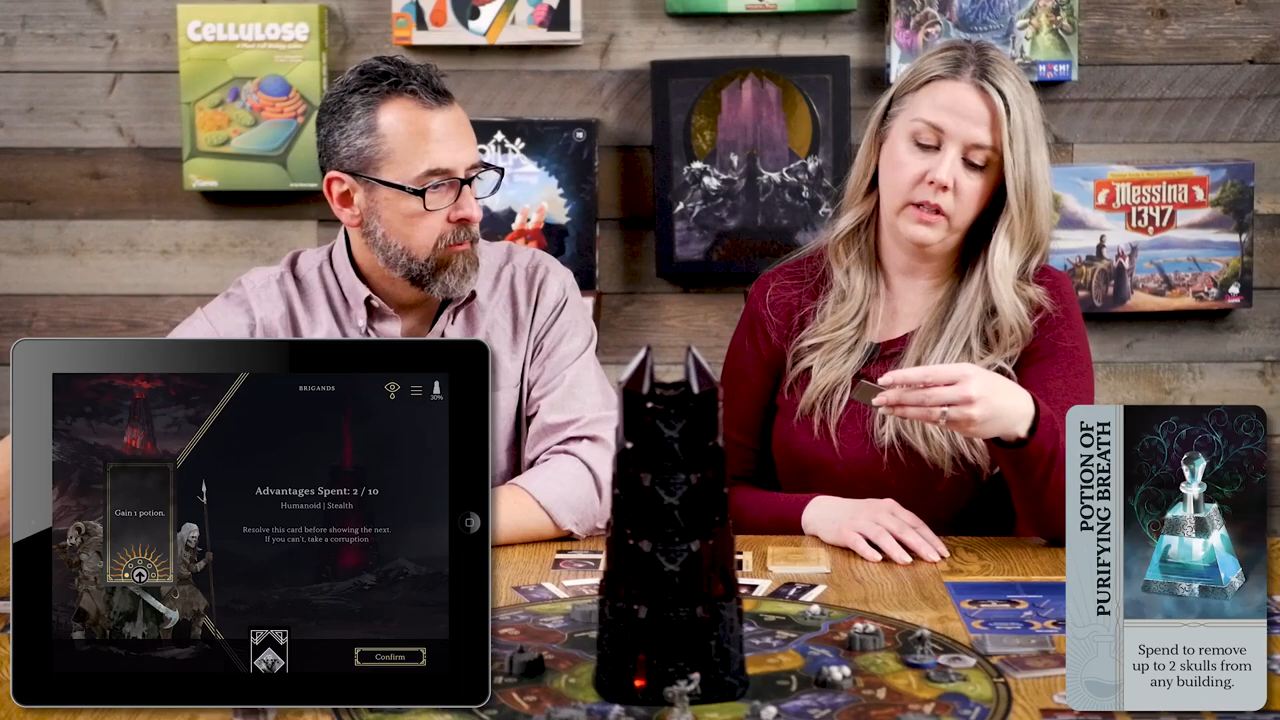 CELLULOSE
HUCH!
Messina
1347
BRIGANDS
30%
Gain 1 potion.
Advantages Spent: 2 / 10
Humanoid | Stealth
Resolve this card before showing the next.
If you can't, take a corruption
Confirm
POTION OF
PURIFYING BREATH
Spend to remove
up to 2 skulls from
any building.